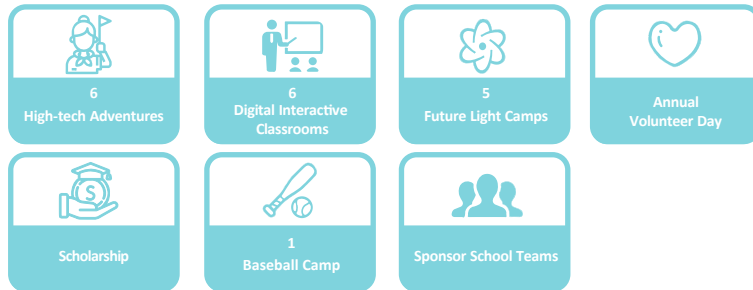 6
High-tech Adventures
6
Digital Interactive
Classrooms
5
Future Light Camps
Annual
Volunteer Day
$
Scholarship
1
Baseball Camp
Sponsor School Teams